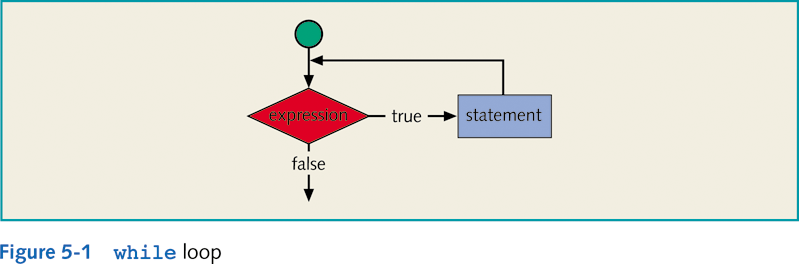 expression
true
statement
false
Figure 5-1 while loop